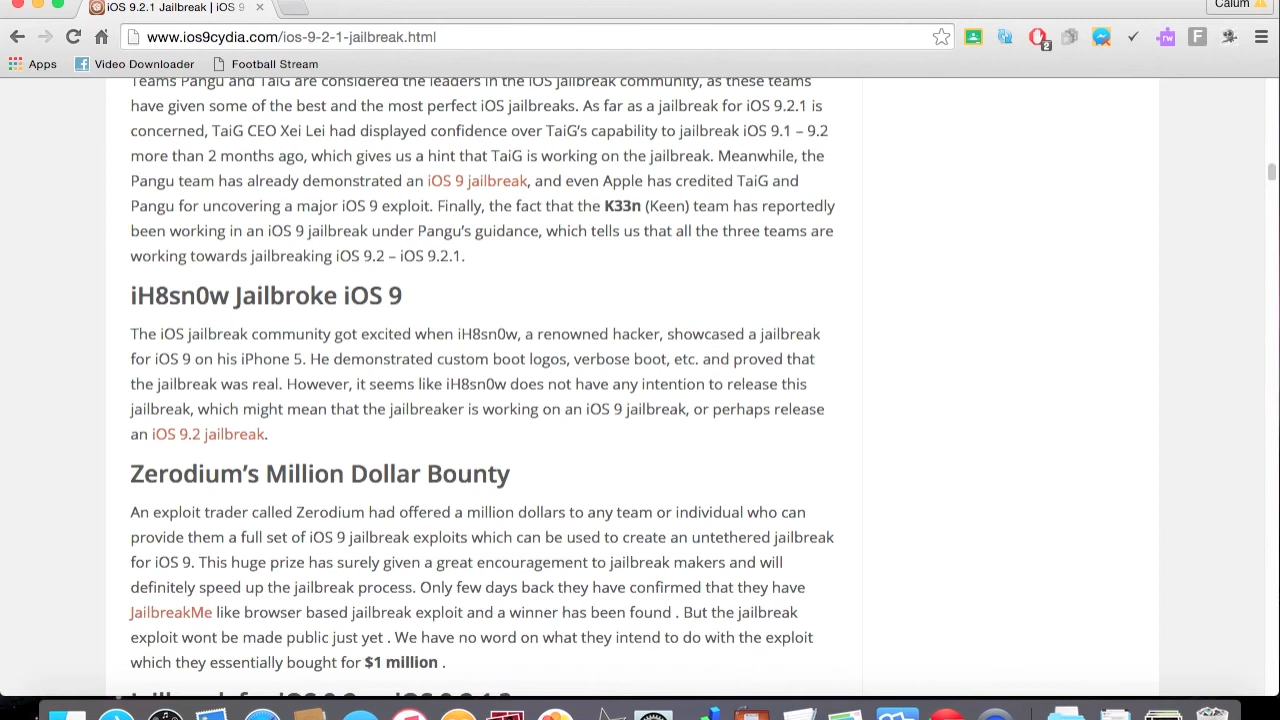 iOS 9.2.1 Jailbreak | iOS 9
Calum
www.ios9cydia.com/ios-9-2-1-jailbreak.html
2
rw
F
Apps
Video Downloader
Football Stream
Teams Pangu and TaiG are considered the leaders in the iOS jailbreak community, as these teams
have given some of the best and the most perfect iOS jailbreaks. As far as a jailbreak for iOS 9.2.1 is
concerned, TaiG CEO Xei Lei had displayed confidence over TaiG's capability to jailbreak iOS 9.1 – 9.2
more than 2 months ago, which gives us a hint that TaiG is working on the jailbreak. Meanwhile, the
Pangu team has already demonstrated an iOS 9 jailbreak, and even Apple has credited TaiG and
Pangu for uncovering a major iOS 9 exploit. Finally, the fact that the K33n (Keen) team has reportedly
been working in an iOS 9 jailbreak under Pangu's guidance, which tells us that all the three teams are
working towards jailbreaking iOS 9.2 – iOS 9.2.1.
iH8sn0w Jailbroke iOS 9
The iOS jailbreak community got excited when iH8sn0w, a renowned hacker, showcased a jailbreak
for iOS 9 on his iPhone 5. He demonstrated custom boot logos, verbose boot, etc. and proved that
the jailbreak was real. However, it seems like iH8sn0w does not have any intention to release this
jailbreak, which might mean that the jailbreaker is working on an iOS 9 jailbreak, or perhaps release
an iOS 9.2 jailbreak.
Zerodium's Million Dollar Bounty
An exploit trader called Zerodium had offered a million dollars to any team or individual who can
provide them a full set of iOS 9 jailbreak exploits which can be used to create an untethered jailbreak
for iOS 9. This huge prize has surely given a great encouragement to jailbreak makers and will
definitely speed up the jailbreak process. Only few days back they have confirmed that they have
JailbreakMe like browser based jailbreak exploit and a winner has been found . But the jailbreak
exploit wont be made public just yet . We have no word on what they intend to do with the exploit
which they essentially bought for $1 million .